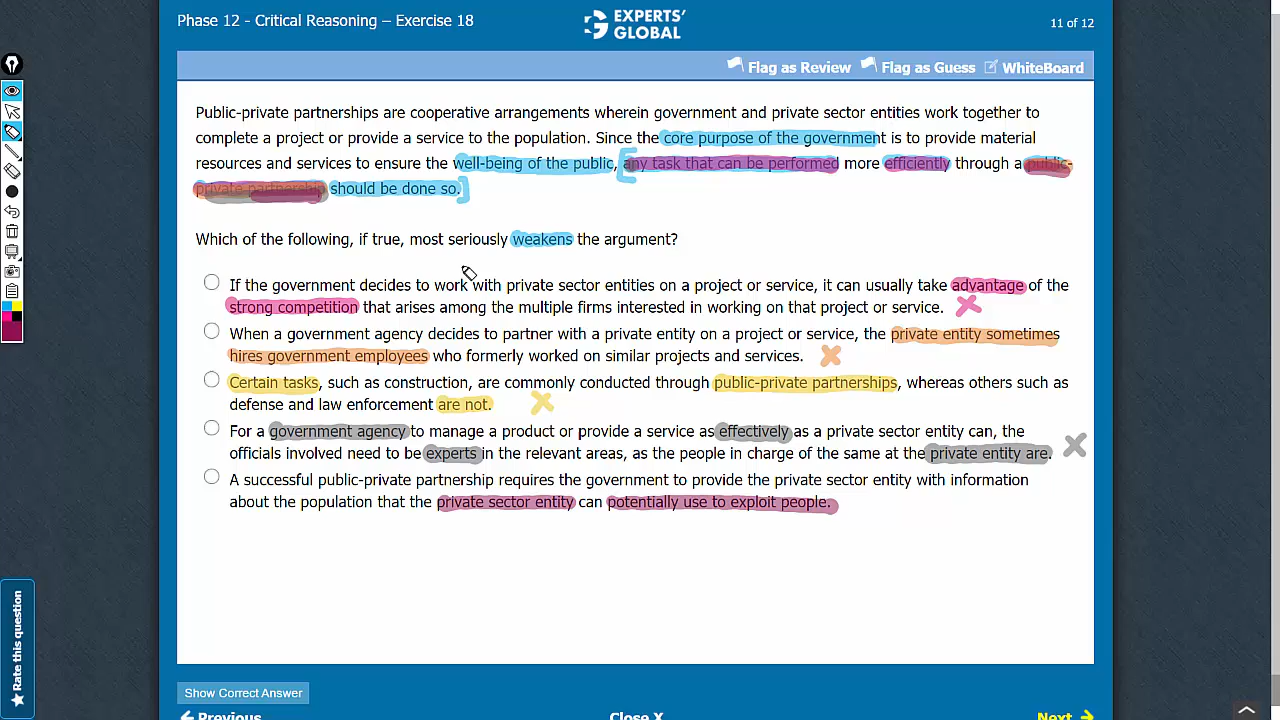 Phase 12 - Critical Reasoning – Exercise 18
EXPERTS'
GLOBAL
11 of 12
Flag as Review
Flag as Guess
WhiteBoard
Public-private partnerships are cooperative arrangements wherein government and private sector entities work together to
complete a project or provide a service to the population. Since the core purpose of the government is to provide material
resources and services to ensure the well-being of the public, any task that can be performed more efficiently through a public-
private partnership should be done so.
Which of the following, if true, most seriously weakens the argument?
If the government decides to work with private sector entities on a project or service, it can usually take advantage of the
strong competition that arises among the multiple firms interested in working on that project or service.
When a government agency decides to partner with a private entity on a project or service, the private entity sometimes
hires government employees who formerly worked on similar projects and services.
Certain tasks, such as construction, are commonly conducted through public-private partnerships, whereas others such as
defense and law enforcement are not.
For a government agency to manage a product or provide a service as effectively as a private sector entity can, the
officials involved need to be experts in the relevant areas, as the people in charge of the same at the private entity are.
A successful public-private partnership requires the government to provide the private sector entity with information
about the population that the private sector entity can potentially use to exploit people.
Rate this question
Show Correct Answer
Previous
Close X
Next